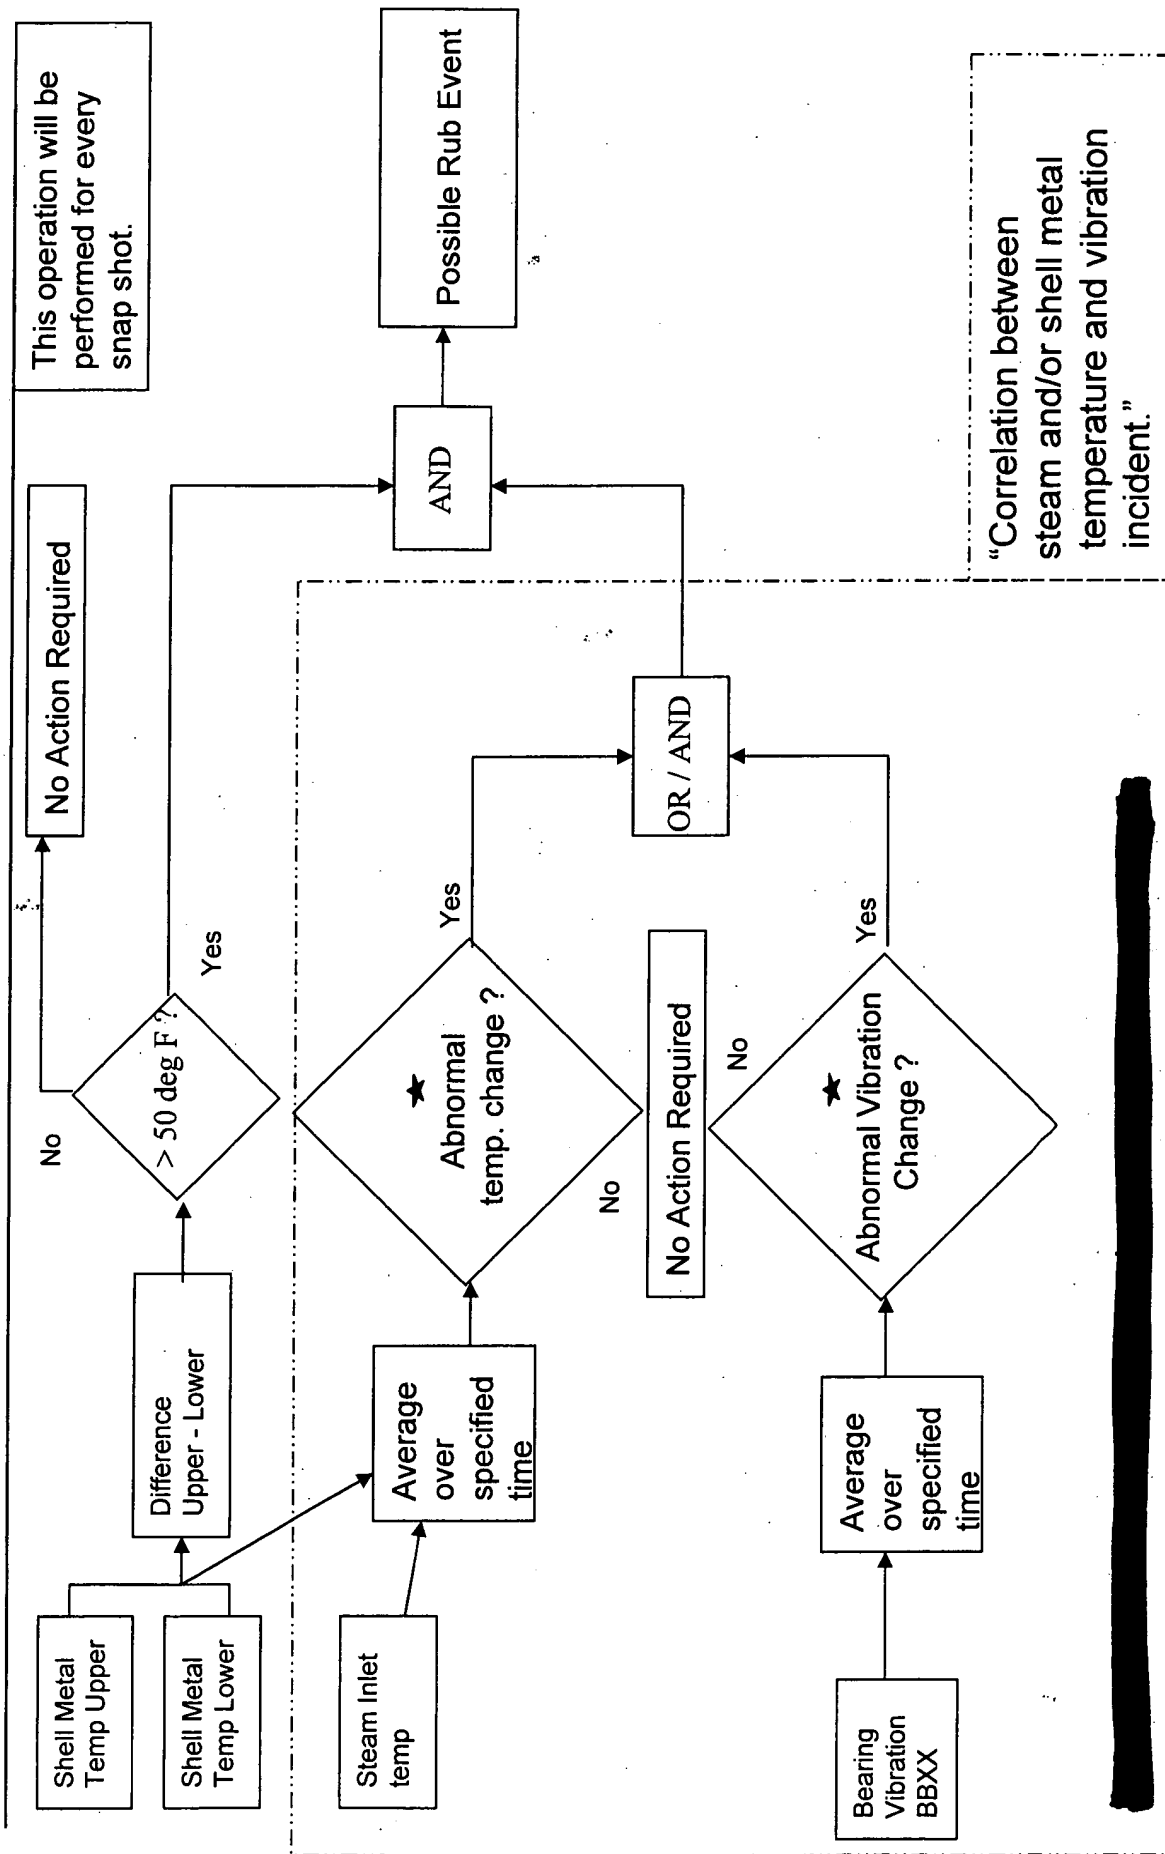 This operation will be
performed for every
snap shot.
No Action Required
Shell Metal
Temp Upper
Shell Metal
Temp Lower
Difference
Upper - Lower
No
> 50 deg F ?
Yes
AND
Possible Rub Event
Steam Inlet
temp
Average
over
specified
time
★
Abnormal
temp. change ?
Yes
No
No Action Required
OR / AND
No
Bearing
Vibration
BBXX
Average
over
specified
time
★
Abnormal Vibration
Change ?
Yes
“Correlation between
steam and/or shell metal
temperature and vibration
incident.”